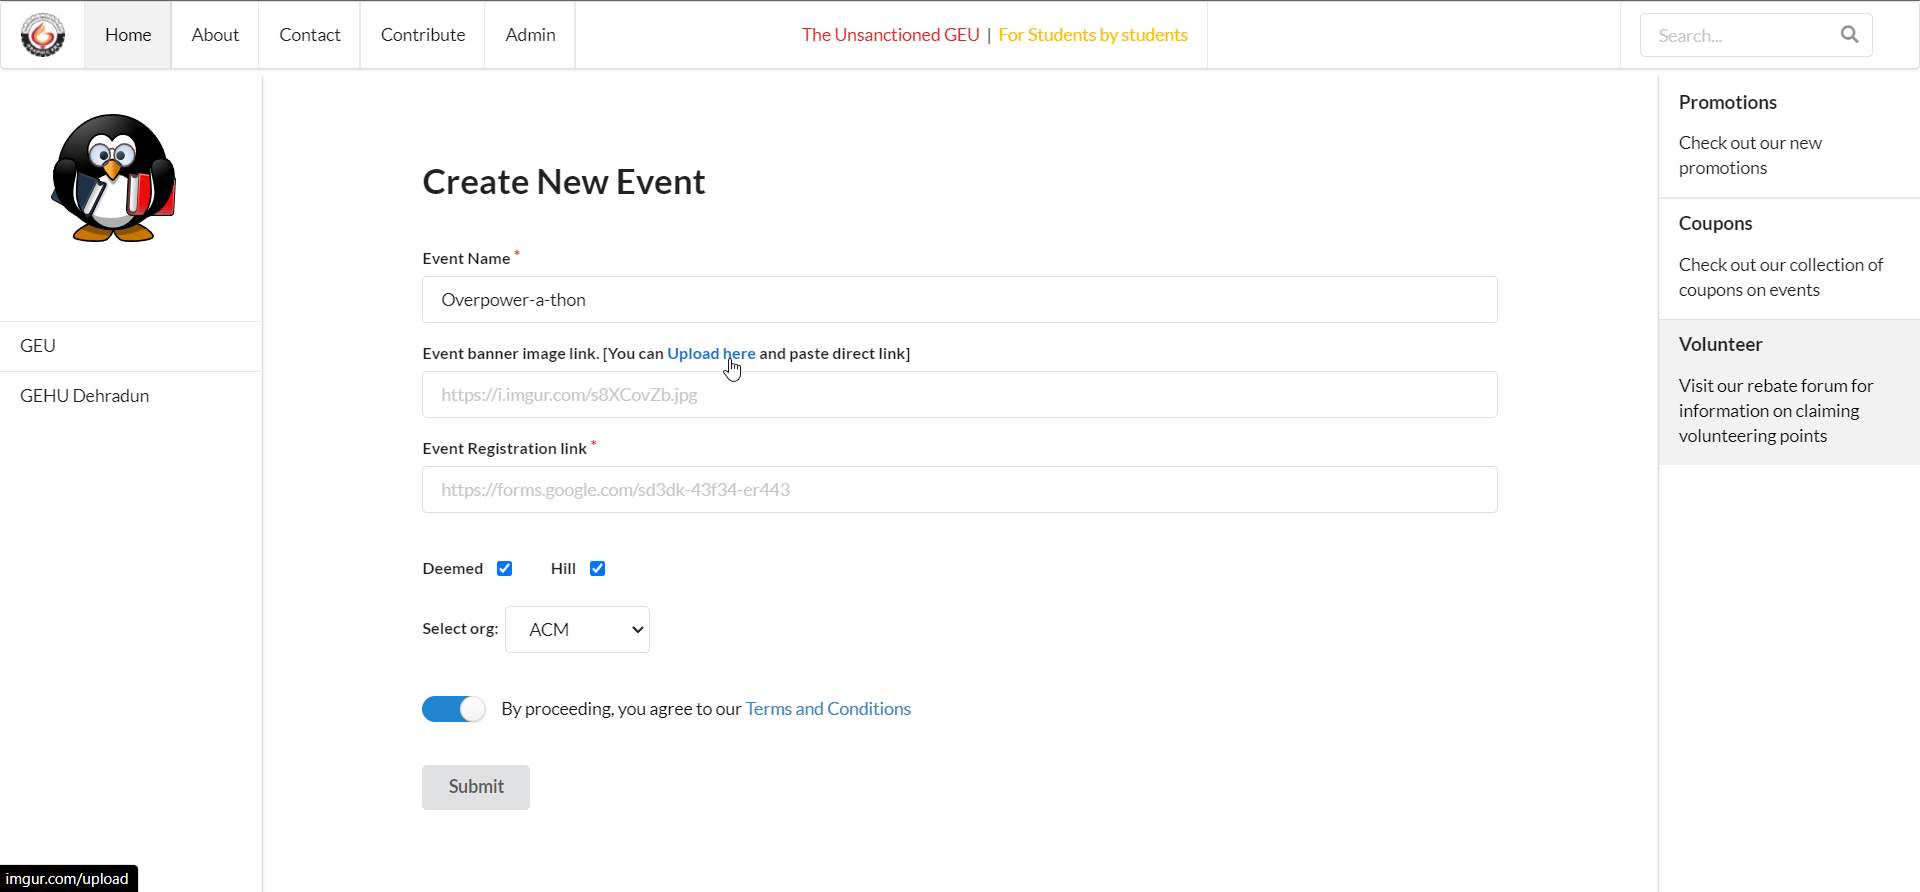 Home About Contact Contribute Admin The Unsanctioned GEU | For Students by students Search...
GEU
GEHU Dehradun
Create New Event
Event Name *
Overpower-a-thon
Event banner image link. [You can Upload here and paste direct link]
https://i.imgur.com/s8XCovZb.jpg
Event Registration link *
https://forms.google.com/sd3dk-43f34-er443
Deemed Hill
Select org: ACM
By proceeding, you agree to our Terms and Conditions
Submit
Promotions
Check out our new
promotions
Coupons
Check out our collection of
coupons on events
Volunteer
Visit our rebate forum for
information on claiming
volunteering points
imgur.com/upload